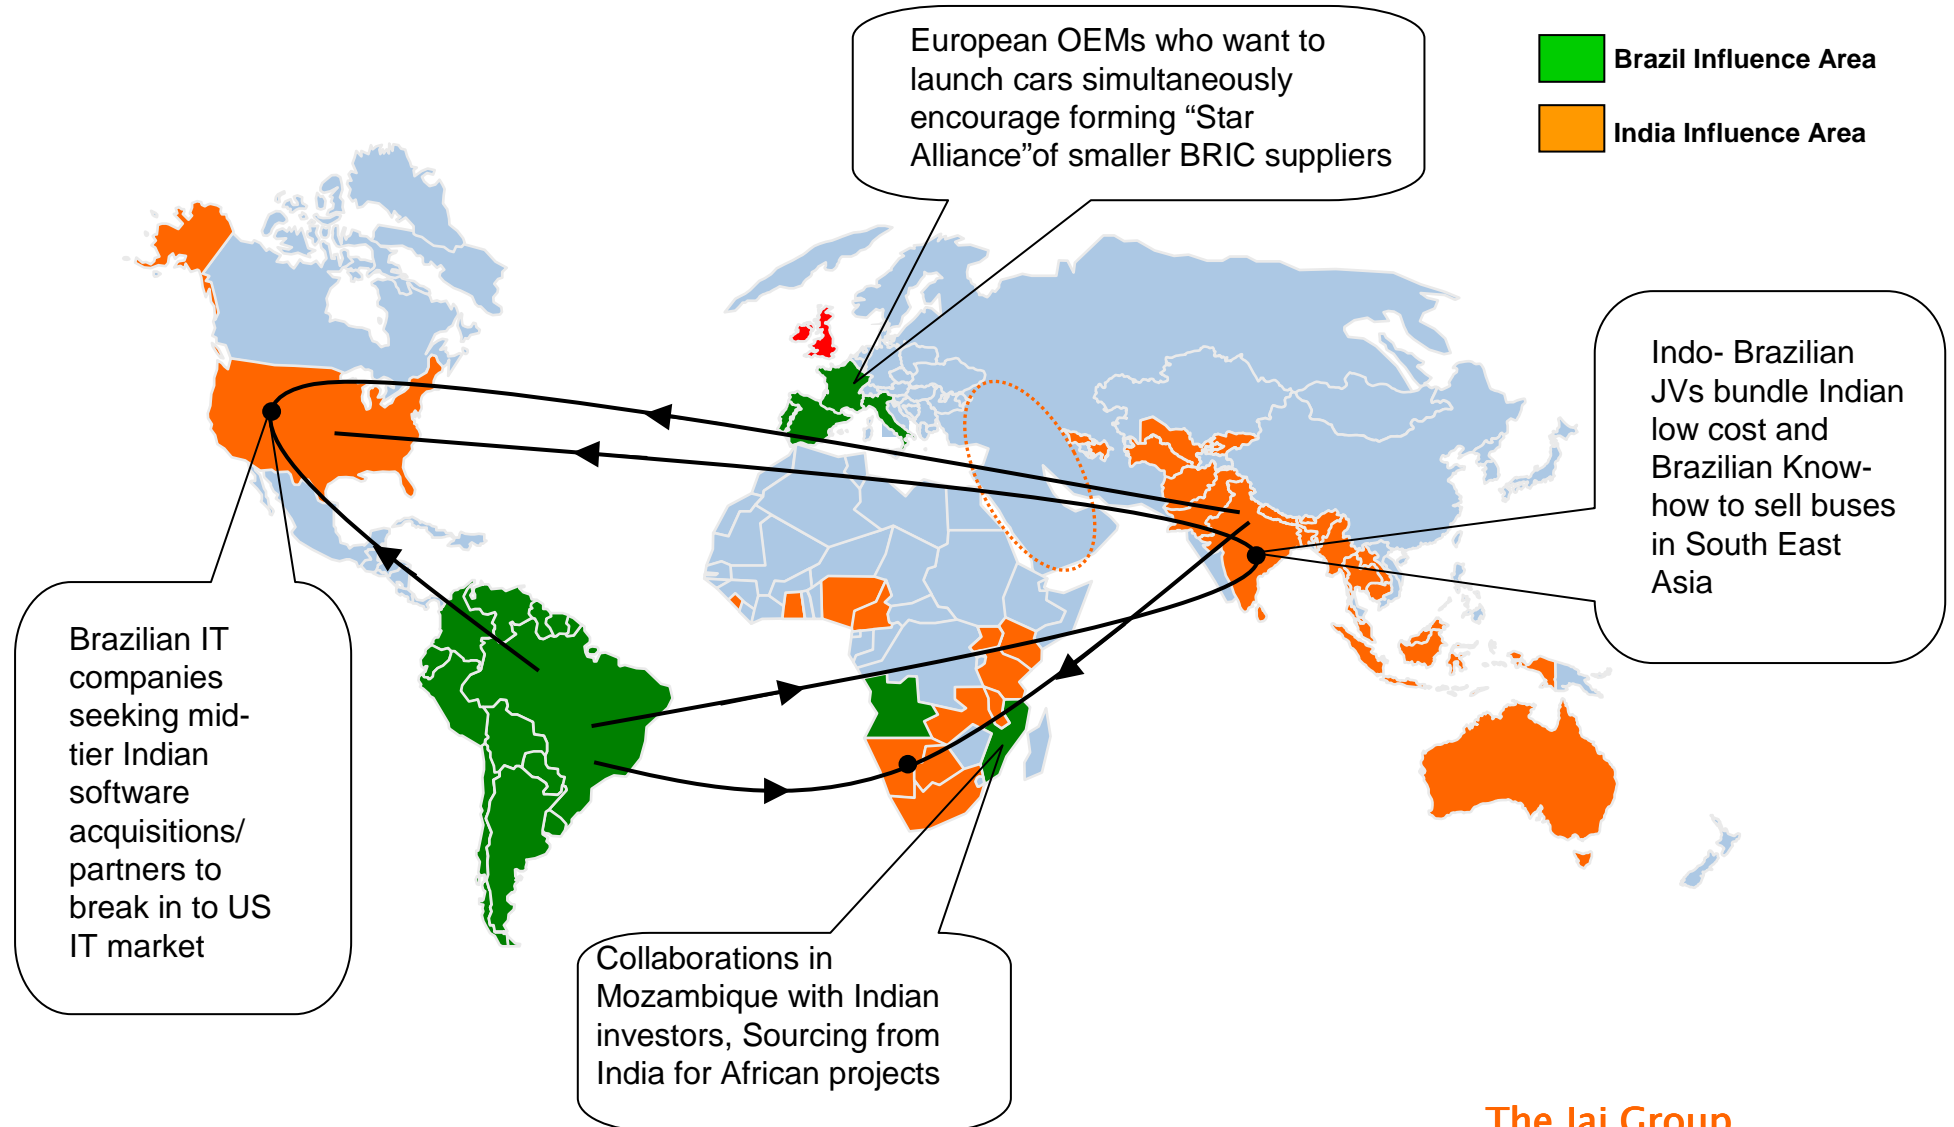 European OEMs who want to
launch cars simultaneously
encourage forming “Star
Alliance”of smaller BRIC suppliers
Brazil Influence Area
India Influence Area
Indo- Brazilian
JVs bundle Indian
low cost and
Brazilian Know-
how to sell buses
in South East
Asia
Brazilian IT
companies
seeking mid-
tier Indian
software
acquisitions/
partners to
break in to US
IT market
Collaborations in
Mozambique with Indian
investors, Sourcing from
India for African projects
The Jai Group